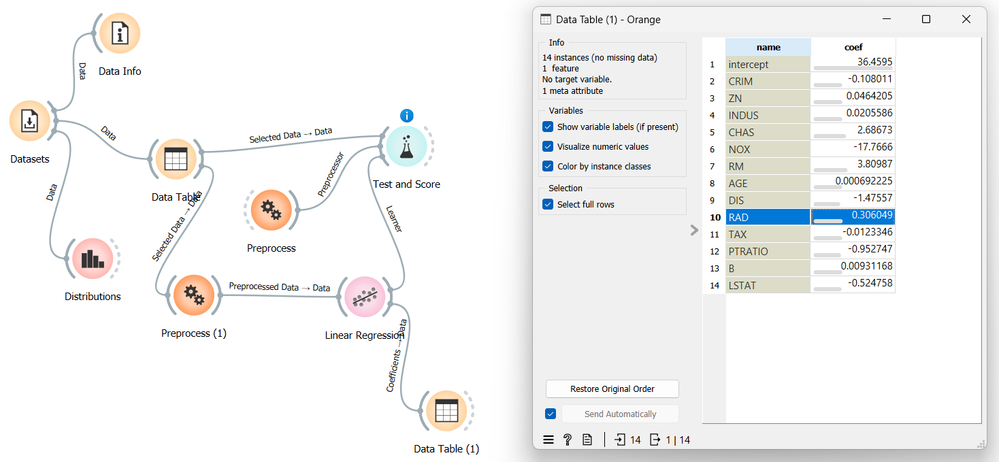 Data Info
Data
Datasets
Data
Data
Data Table
Selected Data → Data
Selected Data → Data
Test and Score
Preprocessor
Preprocess
Learner
Distributions
Preprocess (1)
Preprocessed Data → Data
Linear Regression
Coefficients → Data
Data Table (1)
Data Table (1) - Orange
Info
14 instances (no missing data)
1 feature
No target variable.
1 meta attribute
Variables
Show variable labels (if present)
Visualize numeric values
Color by instance classes
Selection
Select full rows
Restore Original Order
Send Automatically
14
1 | 14
name coef
1 intercept 36.4595
2 CRIM -0.108011
3 ZN 0.0464205
4 INDUS 0.0205586
5 CHAS 2.68673
6 NOX -17.7666
7 RM 3.80987
8 AGE 0.000692225
9 DIS -1.47557
10 RAD 0.306049
11 TAX -0.0123346
12 PTRATIO -0.952747
13 B 0.00931168
14 LSTAT -0.524758